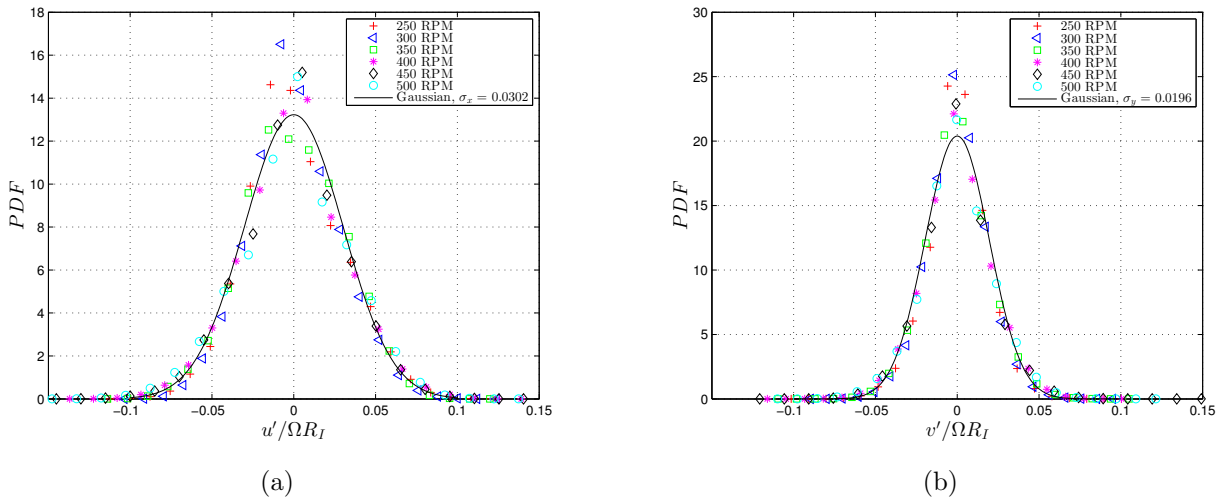 18
16
14
12
10
8
6
4
2
0
PDF
−0.1
−0.05
0
0.05
0.1
0.15
u′/ΩR_I
250 RPM
300 RPM
350 RPM
400 RPM
450 RPM
500 RPM
Gaussian, σ_x = 0.0302
(a)
30
25
20
15
10
5
0
PDF
−0.1
−0.05
0
0.05
0.1
0.15
v′/ΩR_I
250 RPM
300 RPM
350 RPM
400 RPM
450 RPM
500 RPM
Gaussian, σ_y = 0.0196
(b)